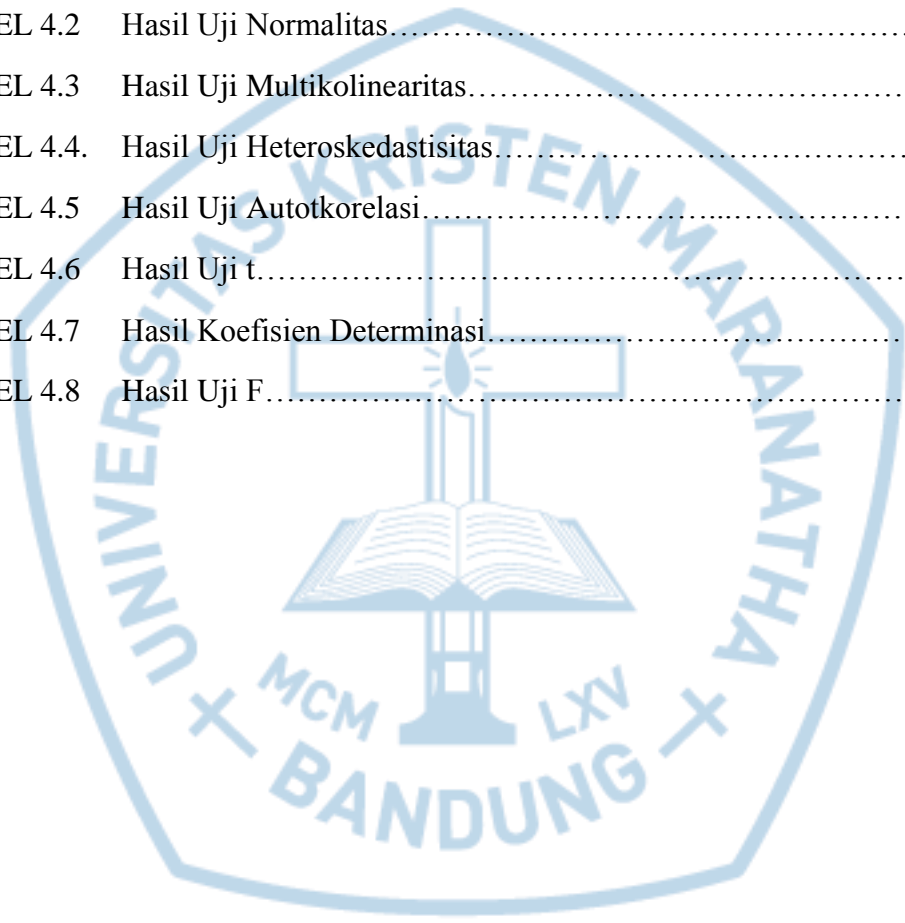 EL 4.2 Hasil Uji Normalitas……………………………………………….
EL 4.3 Hasil Uji Multikolinearitas……………………………………….
EL 4.4. Hasil Uji Heteroskedastisitas…………………………………….
EL 4.5 Hasil Uji Autotkorelasi…………………………...……………….
EL 4.6 Hasil Uji t………………………………………………………….
EL 4.7 Hasil Koefisien Determinasi…………………………………….
EL 4.8 Hasil Uji F………………………………………………………….
UNIVERSITAS KRISTEN MARANATHA
MCM LXV
BANDUNG